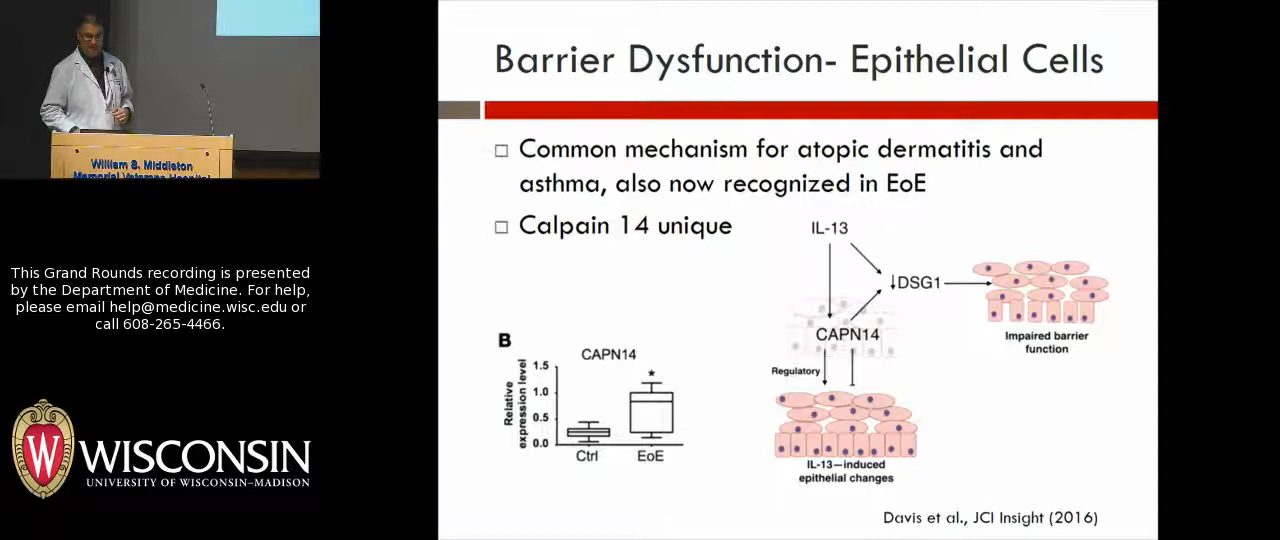 William S. Middleton
Memorial Veterans Hospital
This Grand Rounds recording is presented
by the Department of Medicine. For help,
please email help@medicine.wisc.edu or
call 608-265-4466.
W
WISCONSIN
UNIVERSITY OF WISCONSIN–MADISON
Barrier Dysfunction- Epithelial Cells
Common mechanism for atopic dermatitis and
asthma, also now recognized in EoE
Calpain 14 unique
IL-13
↓DSG1
CAPN14
Impaired barrier
function
Regulatory
IL-13–induced
epithelial changes
B
CAPN14
Relative
expression level
1.5
1.0
0.5
0.0
*
Ctrl
EoE
Davis et al., JCI Insight (2016)